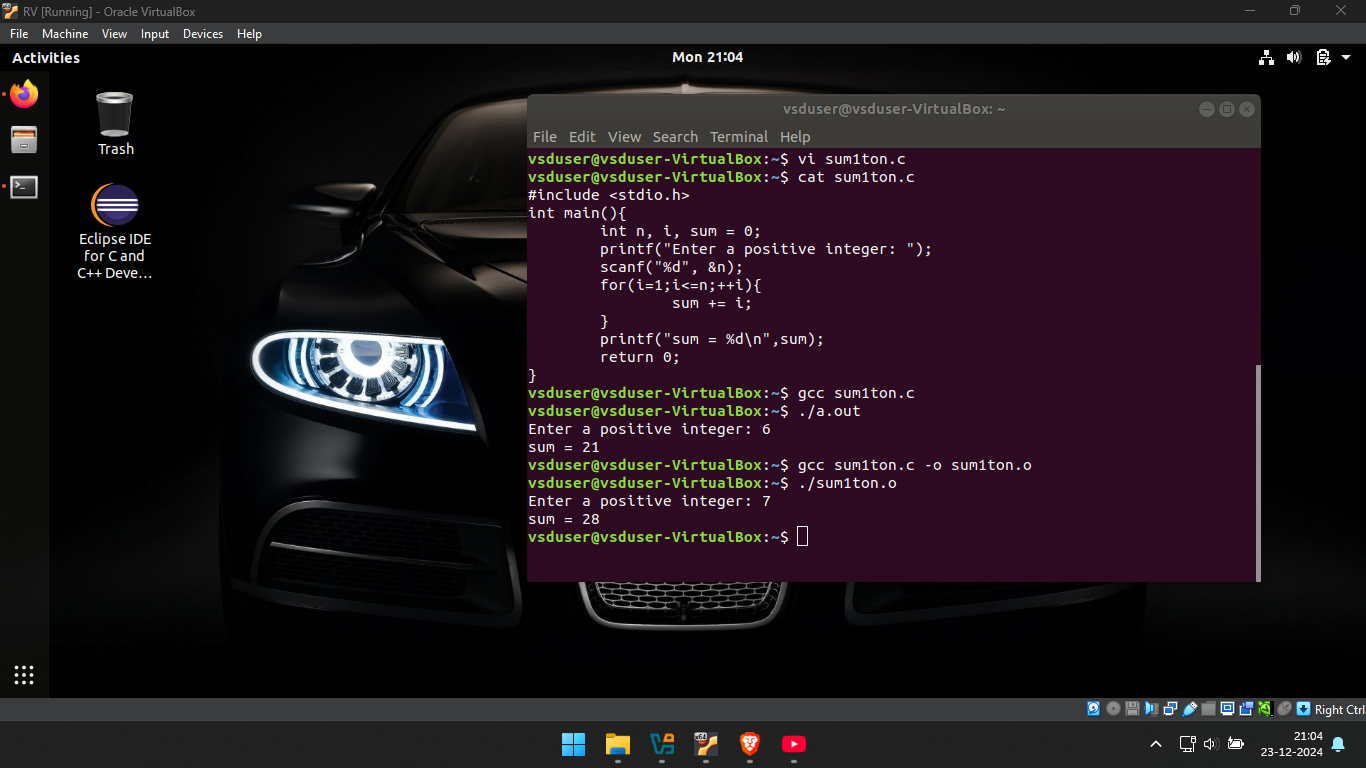 RV [Running] - Oracle VirtualBox
File Machine View Input Devices Help
Activities
Mon 21:04
Trash
Eclipse IDE
for C and
C++ Deve…
vsduser@vsduser-VirtualBox: ~
File Edit View Search Terminal Help
vsduser@vsduser-VirtualBox:~$ vi sum1ton.c
vsduser@vsduser-VirtualBox:~$ cat sum1ton.c
#include <stdio.h>
int main(){
        int n, i, sum = 0;
        printf("Enter a positive integer: ");
        scanf("%d", &n);
        for(i=1;i<=n;++i){
                sum += i;
        }
        printf("sum = %d\n",sum);
        return 0;
}
vsduser@vsduser-VirtualBox:~$ gcc sum1ton.c
vsduser@vsduser-VirtualBox:~$ ./a.out
Enter a positive integer: 6
sum = 21
vsduser@vsduser-VirtualBox:~$ gcc sum1ton.c -o sum1ton.o
vsduser@vsduser-VirtualBox:~$ ./sum1ton.o
Enter a positive integer: 7
sum = 28
vsduser@vsduser-VirtualBox:~$
Right Ctrl
21:04
23-12-2024